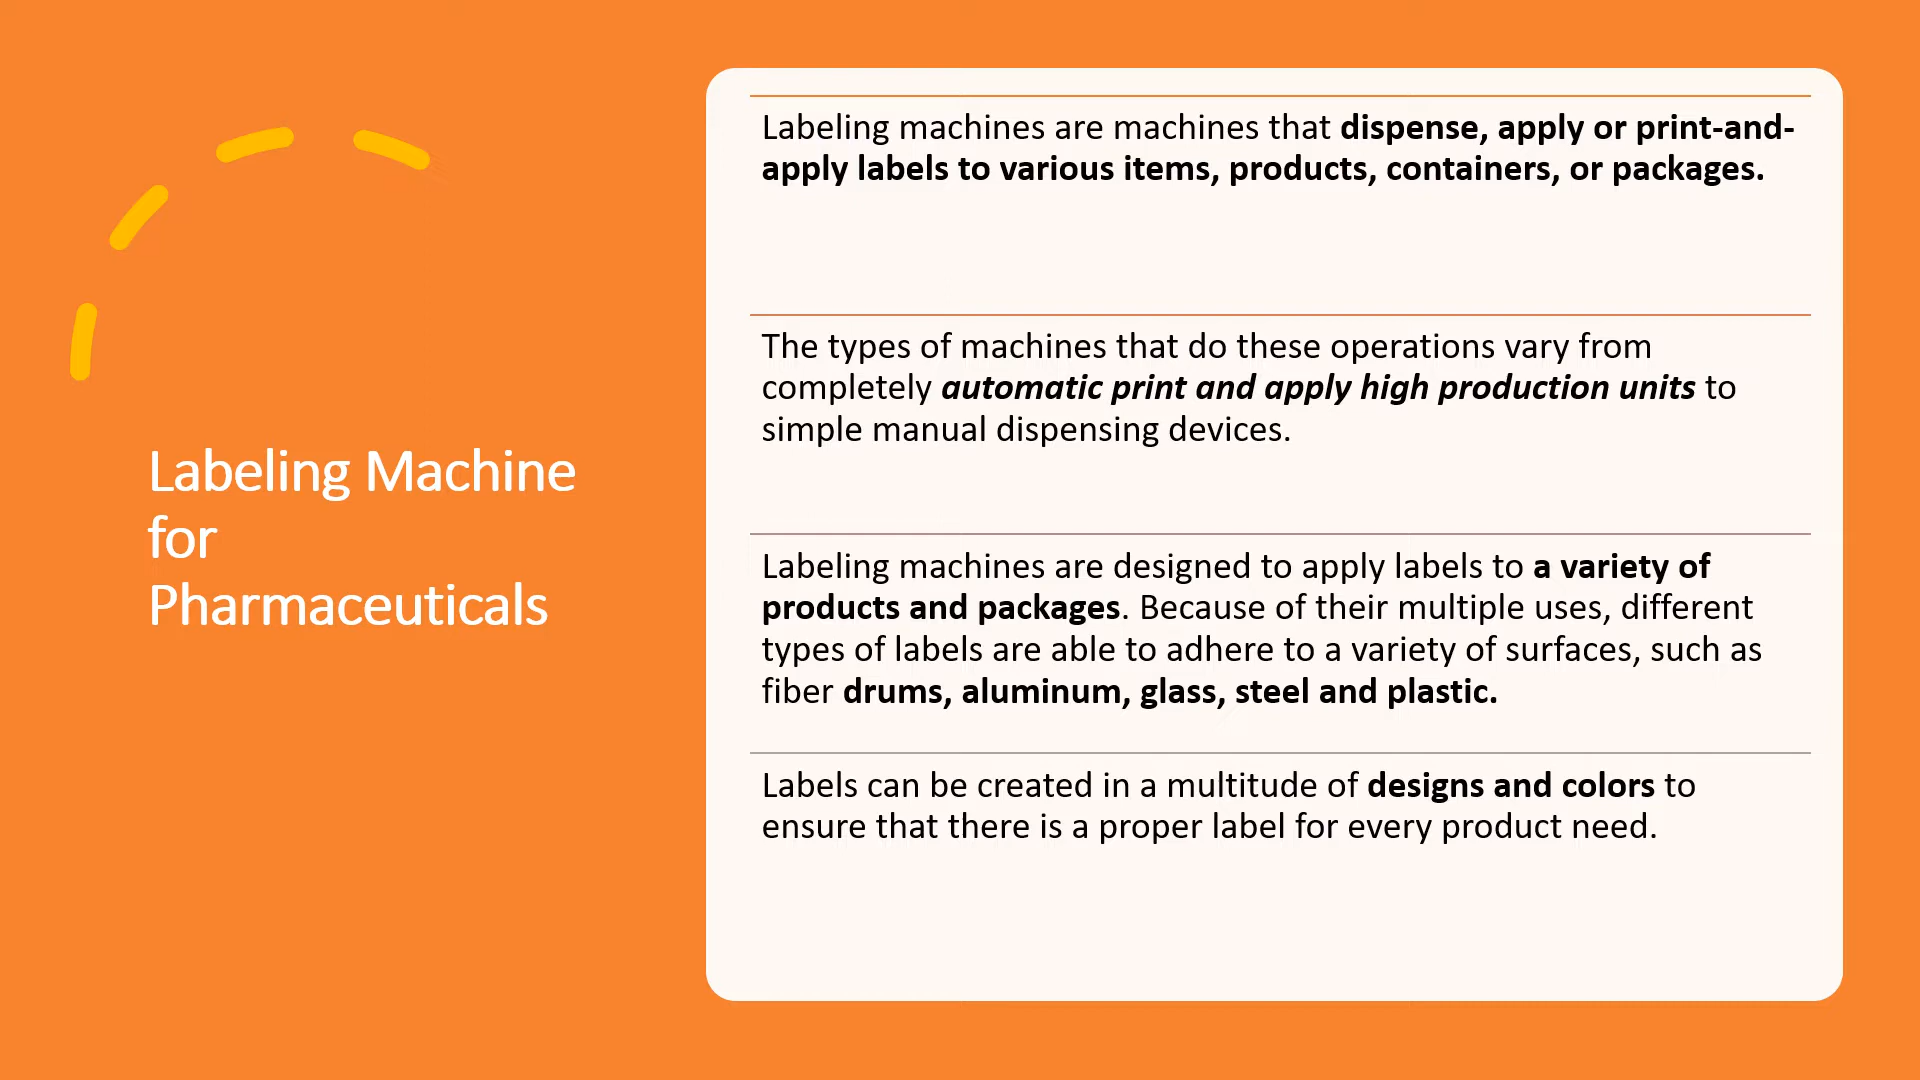 Labeling Machine
for
Pharmaceuticals
Labeling machines are machines that dispense, apply or print-and-
apply labels to various items, products, containers, or packages.
The types of machines that do these operations vary from
completely automatic print and apply high production units to
simple manual dispensing devices.
Labeling machines are designed to apply labels to a variety of
products and packages. Because of their multiple uses, different
types of labels are able to adhere to a variety of surfaces, such as
fiber drums, aluminum, glass, steel and plastic.
Labels can be created in a multitude of designs and colors to
ensure that there is a proper label for every product need.